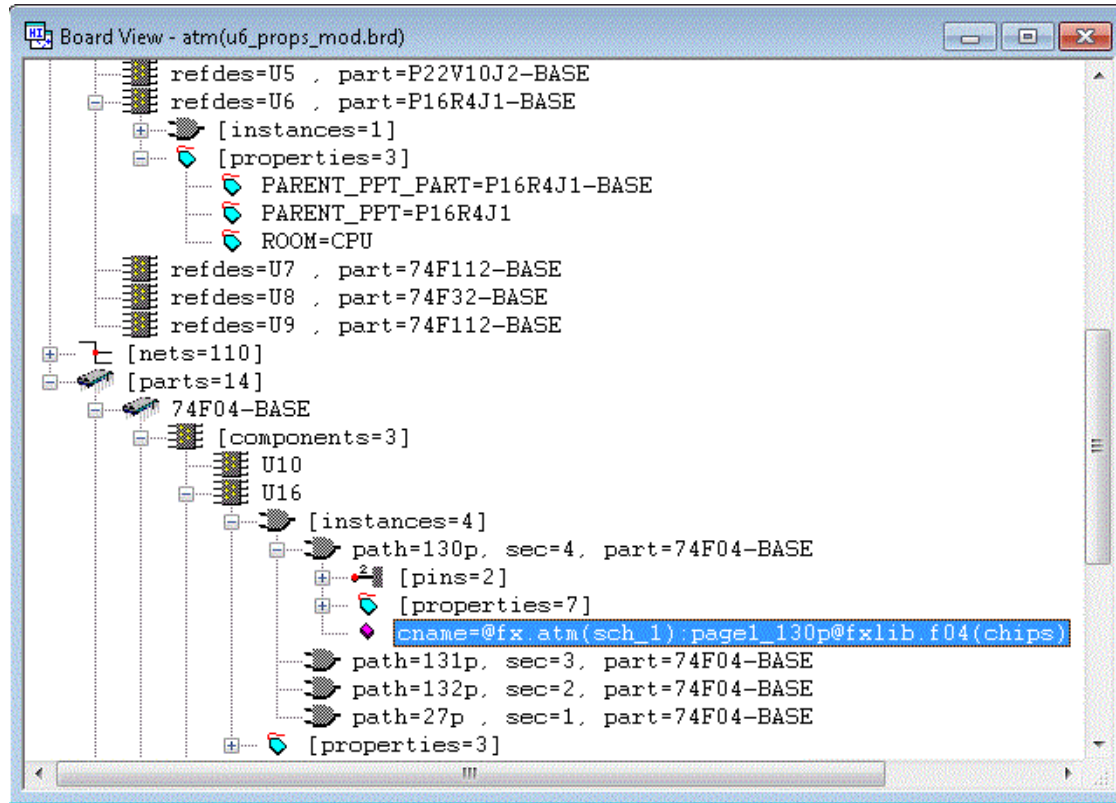 Board View - atm(u6_props_mod.brd)
refdes=U5 , part=P22V10J2-BASE
refdes=U6 , part=P16R4J1-BASE
[instances=1]
[properties=3]
PARENT_PPT_PART=P16R4J1-BASE
PARENT_PPT=P16R4J1
ROOM=CPU
refdes=U7 , part=74F112-BASE
refdes=U8 , part=74F32-BASE
refdes=U9 , part=74F112-BASE
[nets=110]
[parts=14]
74F04-BASE
[components=3]
U10
U16
[instances=4]
path=130p, sec=4, part=74F04-BASE
2 [pins=2]
[properties=7]
cname=@fx.atm(sch_1):page1_130p@fxlib.f04(chips)
path=131p, sec=3, part=74F04-BASE
path=132p, sec=2, part=74F04-BASE
path=27p , sec=1, part=74F04-BASE
[properties=3]